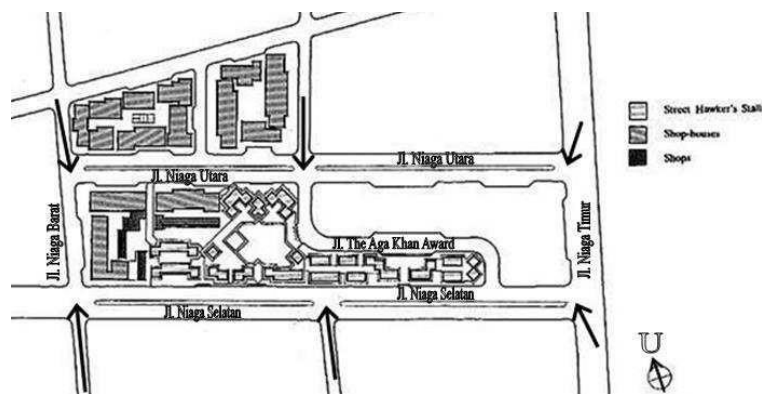 Street Hawker's Stall
Shop-houses
Shops
Jl. Niaga Utara
Jl. Niaga Utara
Jl. Niaga Barat
Jl. The Aga Khan Award
Jl. Niaga Timur
Jl. Niaga Selatan
Jl. Niaga Selatan
U